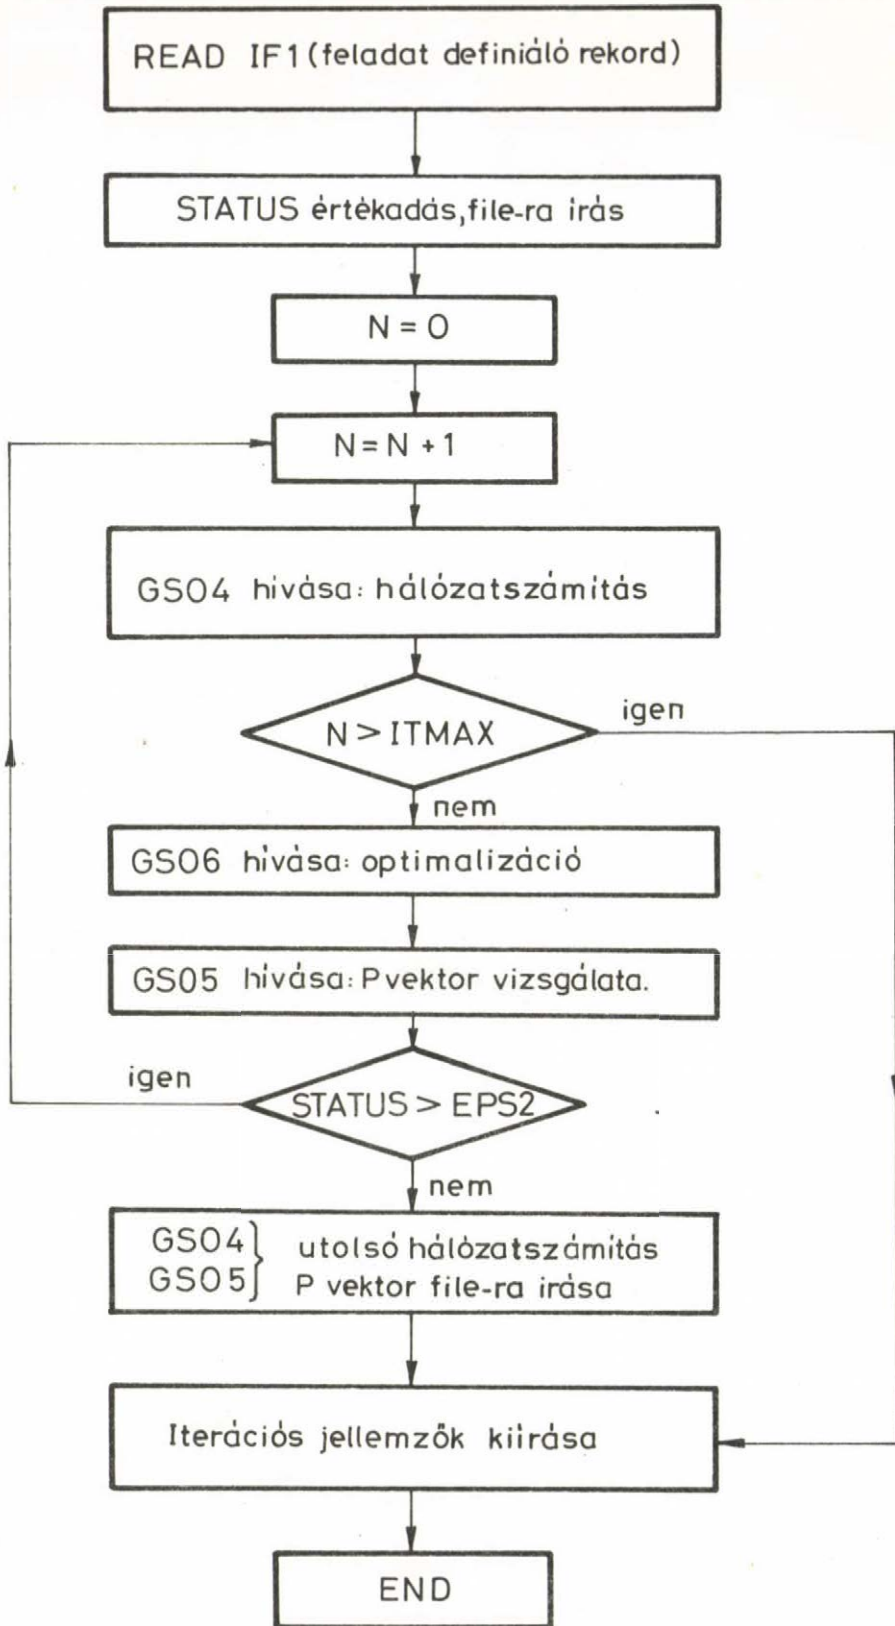 READ IF1 (feladat definiáló rekord)
STATUS értékadás, file-ra írás
N = 0
N = N + 1
GS04 hívása: hálózatszámítás
N > ITMAX
igen
nem
GS06 hívása: optimalizáció
GS05 hívása: P vektor vizsgálata.
igen
STATUS > EPS2
nem
GS04 } utolsó hálózatszámítás
GS05 } P vektor file-ra irása
Iterációs jellemzők kiírása
END